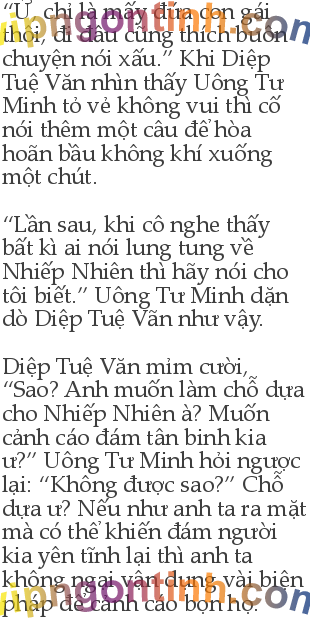 “Ừ, chỉ là mấy đứa con gái
thôi, đi đâu cũng thích buôn
chuyện nói xấu.” Khi Diệp
Tuệ Văn nhìn thấy Uông Tư
Minh tỏ vẻ không vui thì cố
nói thêm một câu để hòa
hoãn bầu không khí xuống
một chút.
“Lần sau, khi cô nghe thấy
bất kì ai nói lung tung về
Nhiếp Nhiên thì hãy nói cho
tôi biết.” Uông Tư Minh dặn
dò Diệp Tuệ Văn như vậy.
Diệp Tuệ Văn mỉm cười,
“Sao? Anh muốn làm chỗ dựa
cho Nhiếp Nhiên à? Muốn
cảnh cáo đám tân binh kia
ư?” Uông Tư Minh hỏi ngược
lại: “Không được sao?” Chỗ
dựa ư? Nếu như anh ta ra mặt
mà có thể khiến đám người
kia yên tĩnh lại thì anh ta
không ngại vận dụng vài biện
pháp để cảnh cáo bọn họ.
vipngontinh.com
vipngontinh.com